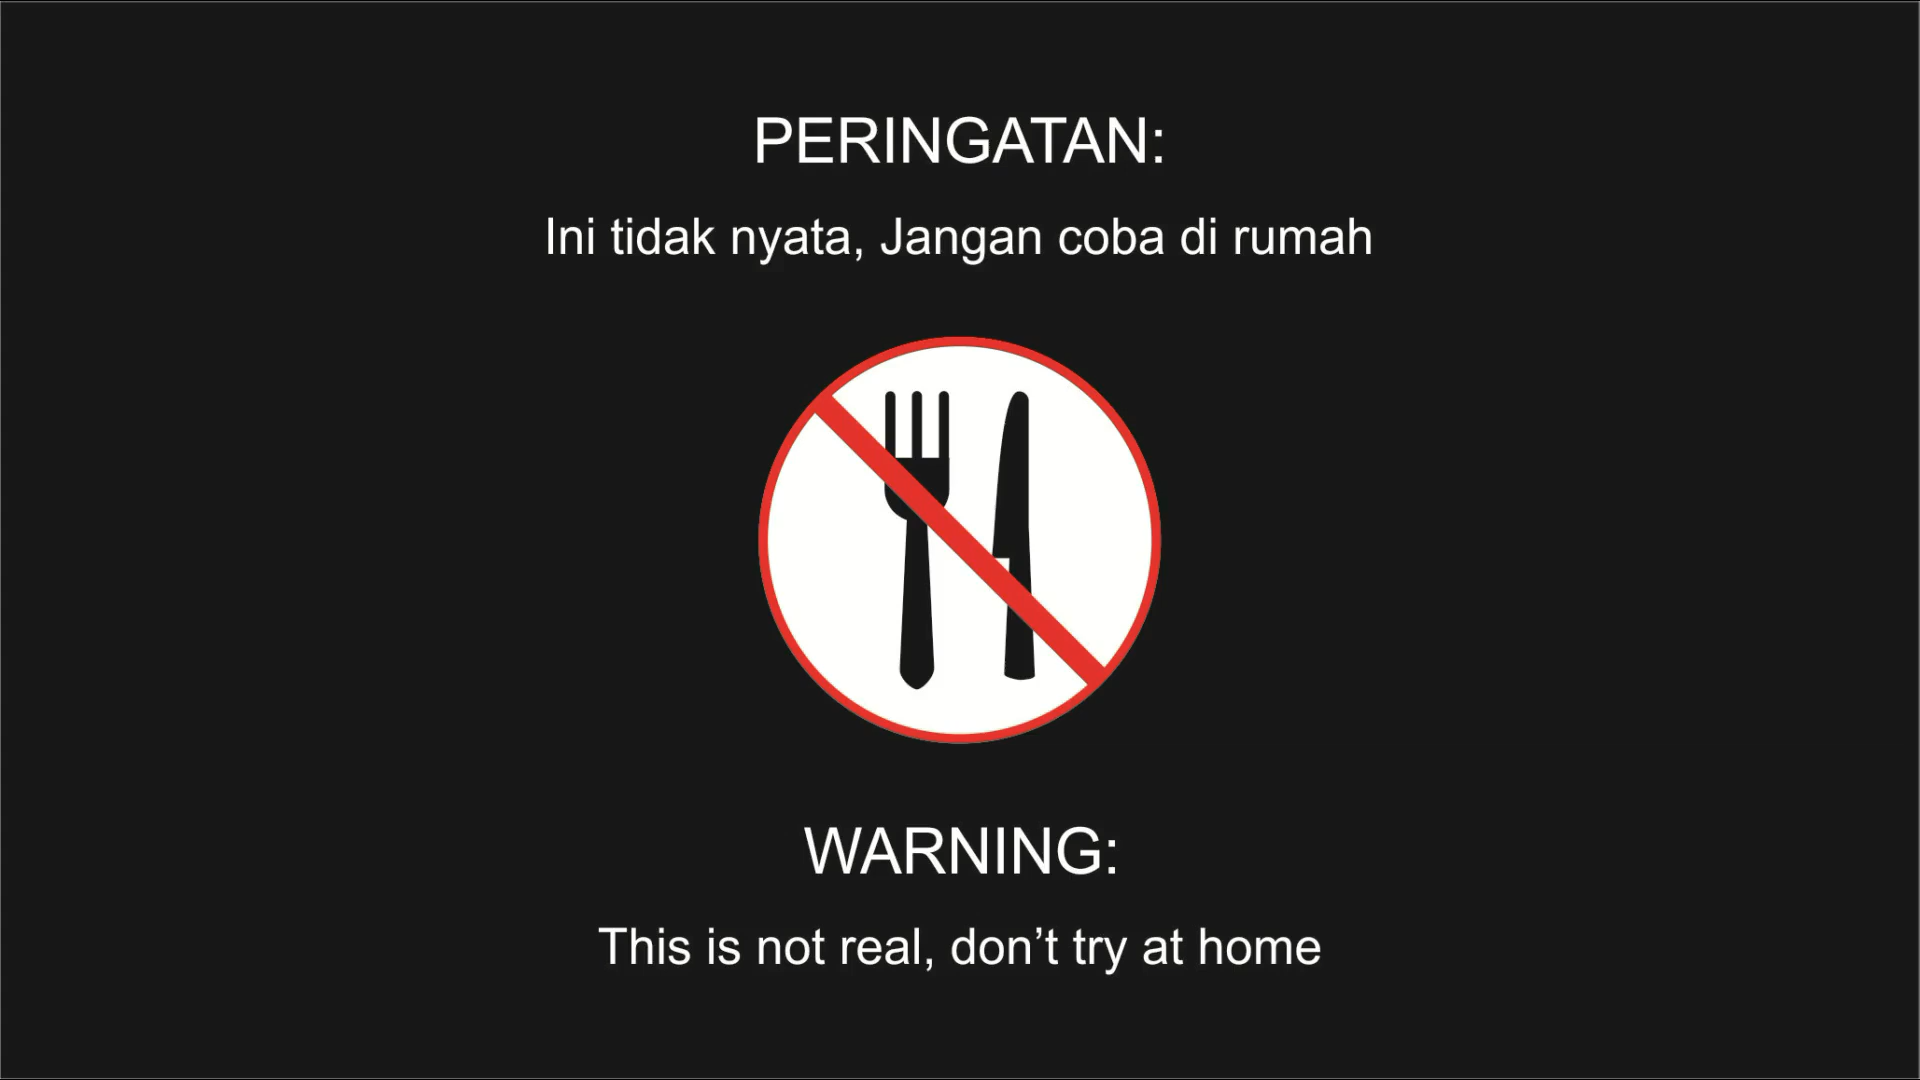 PERINGATAN:
Ini tidak nyata, Jangan coba di rumah
WARNING:
This is not real, don’t try at home